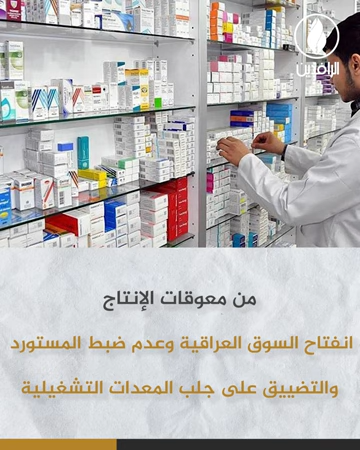 الرافدين
من معوقات الإنتاج
انفتاح السوق العراقية وعدم ضبط المستورد
والتضييق على جلب المعدات التشغيلية